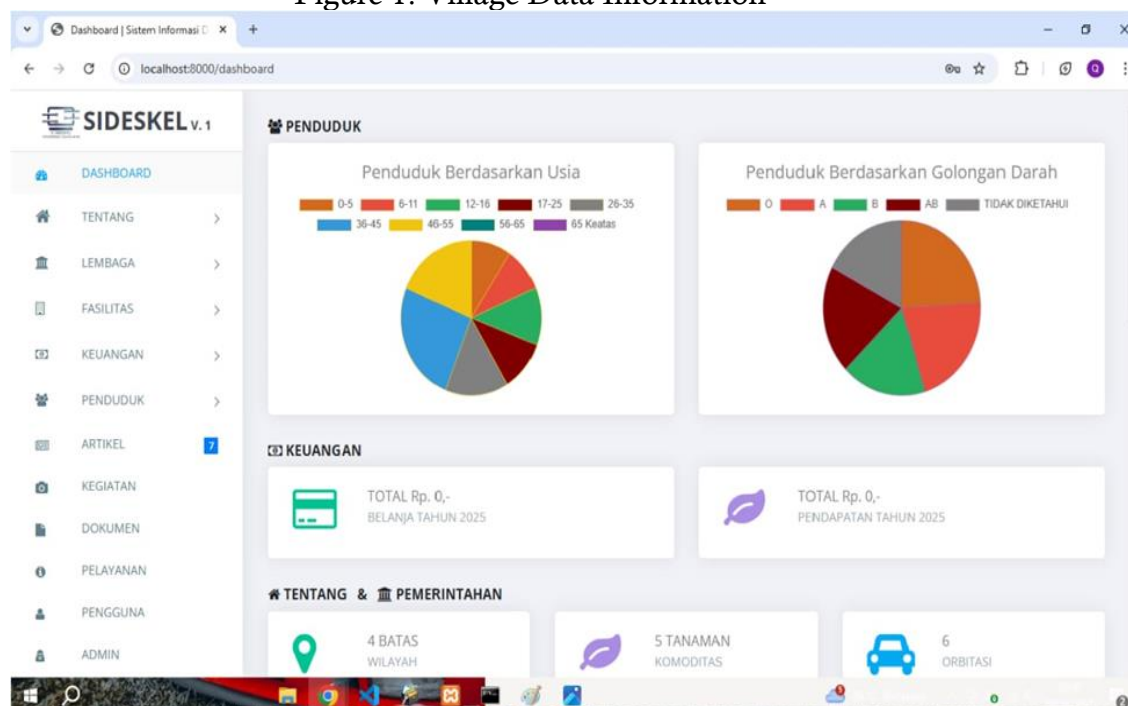 Figure 1. Village Data Information
Dashboard | Sistem Informasi D
localhost:8000/dashboard
SIDESKEL V. 1
DASHBOARD
TENTANG
LEMBAGA
FASILITAS
KEUANGAN
PENDUDUK
ARTIKEL 7
KEGIATAN
DOKUMEN
PELAYANAN
PENGGUNA
ADMIN
PENDUDUK
Penduduk Berdasarkan Usia
0-5 6-11 12-16 17-25 26-35
36-45 46-55 56-65 65 Keatas
Penduduk Berdasarkan Golongan Darah
O A B AB TIDAK DIKETAHUI
KEUANGAN
TOTAL Rp. 0,-
BELANJA TAHUN 2025
TOTAL Rp. 0,-
PENDAPATAN TAHUN 2025
TENTANG & PEMERINTAHAN
4 BATAS
WILAYAH
5 TANAMAN
KOMODITAS
6
ORBITASI